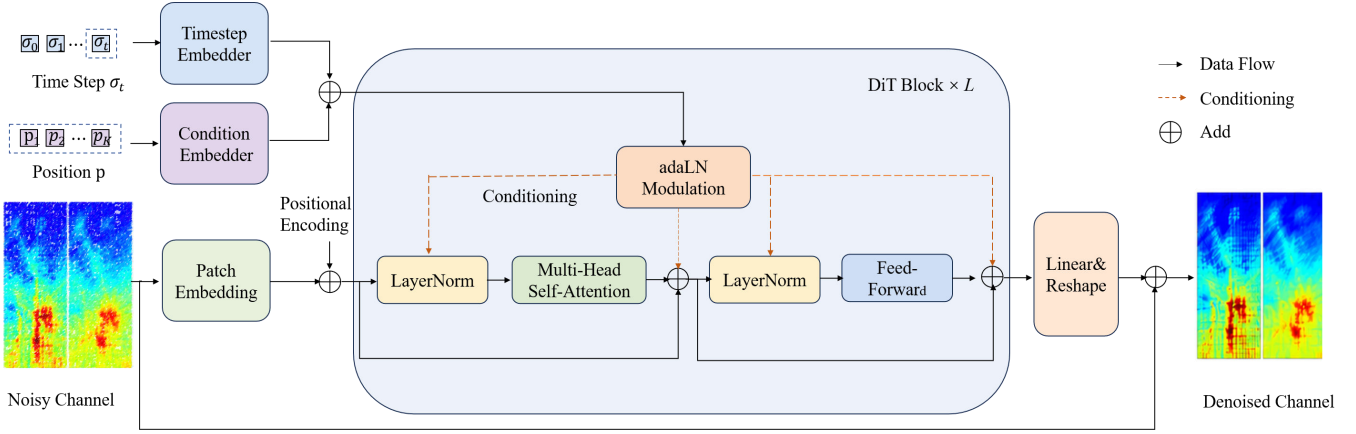 σ0 σ1 ... σt
Time Step σt
Timestep
Embedder
p1 p2 ... pK
Position p
Condition
Embedder
DiT Block × L
Data Flow
Conditioning
Add
adaLN
Modulation
Conditioning
Positional
Encoding
Patch
Embedding
LayerNorm
Multi-Head
Self-Attention
LayerNorm
Feed-
Forward
Linear&
Reshape
Noisy Channel
Denoised Channel